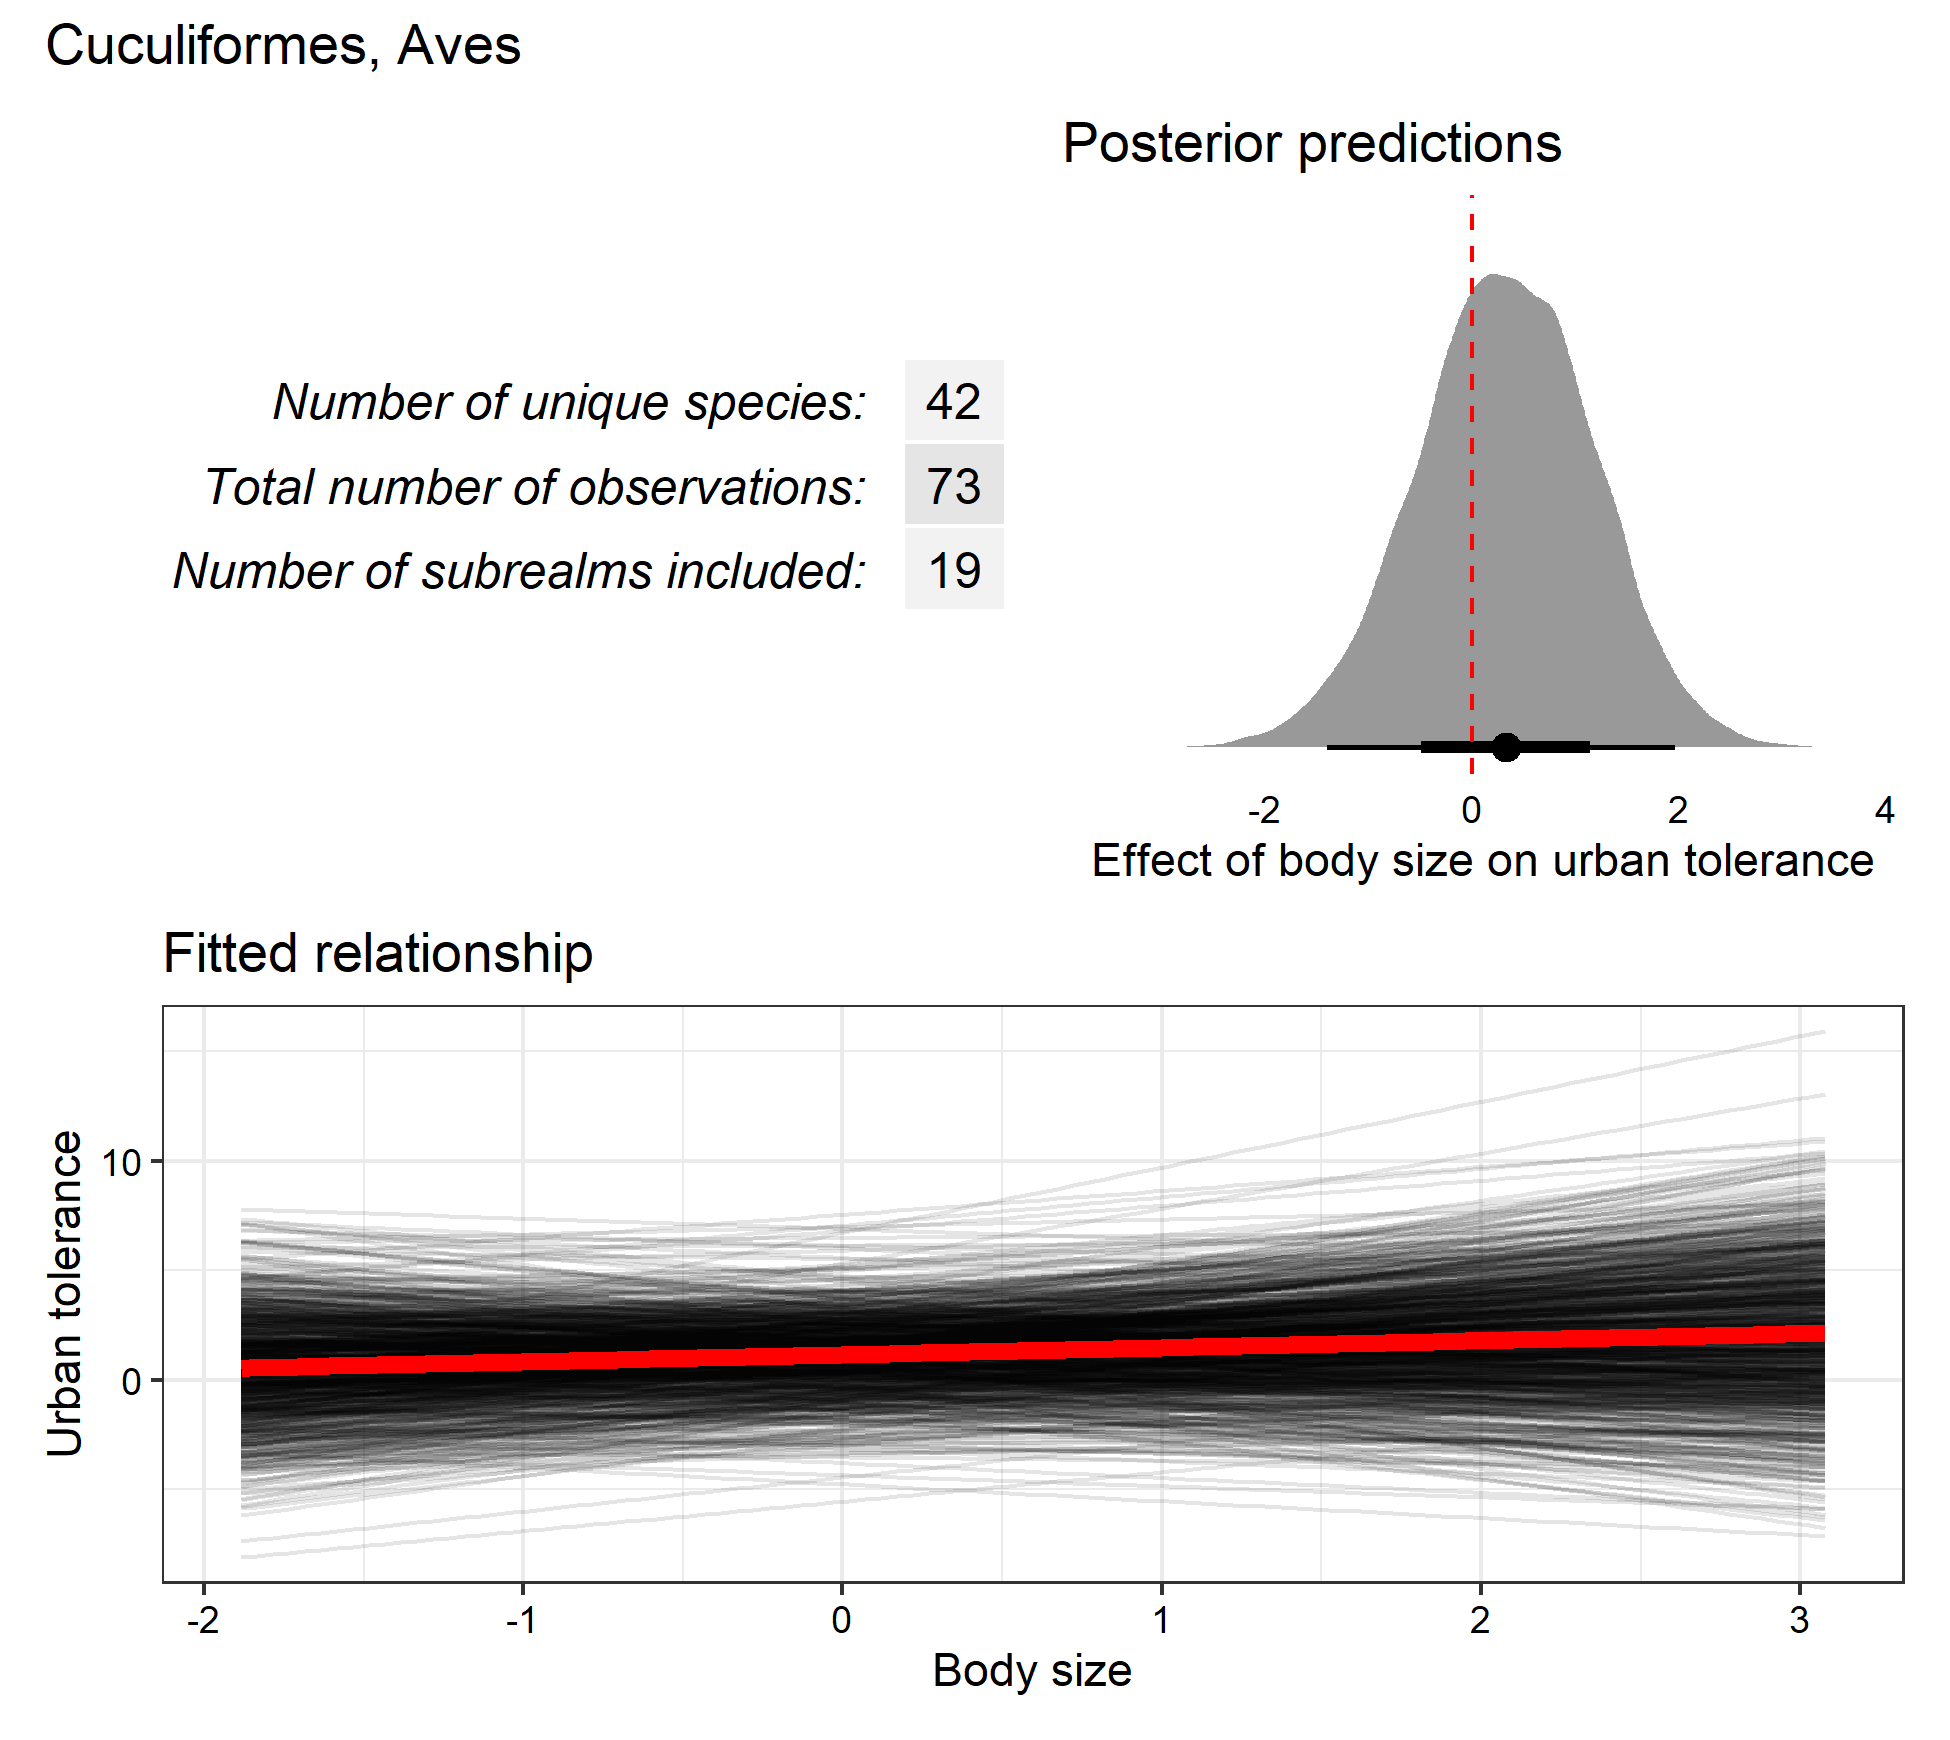 Cuculiformes, Aves
Number of unique species: 42
Total number of observations: 73
Number of subrealms included: 19
Posterior predictions
-2 0 2 4
Effect of body size on urban tolerance
Fitted relationship
Urban tolerance
10
0
-2 -1 0 1 2 3
Body size